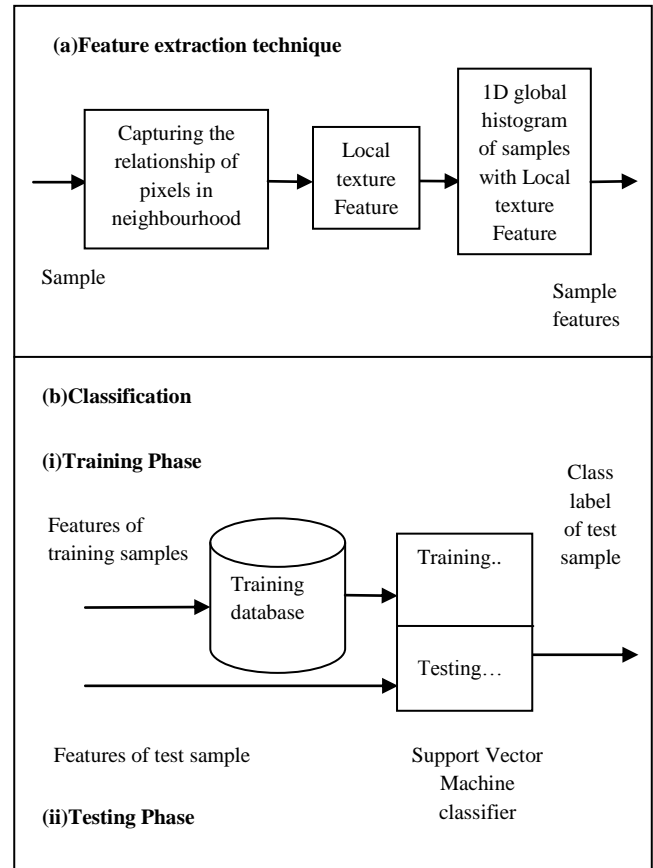 (a)Feature extraction technique
Capturing the
relationship of
pixels in
neighbourhood
Local
texture
Feature
1D global
histogram
of samples
with Local
texture
Feature
Sample
Sample
features
(b)Classification
(i)Training Phase
Features of
training samples
Training
database
Training..
Testing…
Class
label
of test
sample
Features of test sample
Support Vector
Machine
classifier
(ii)Testing Phase